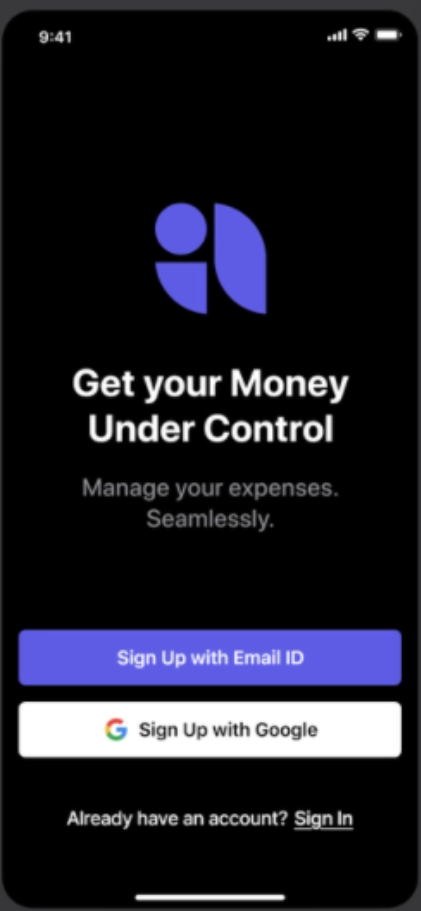 9:41
Get your Money
Under Control
Manage your expenses.
Seamlessly.
Sign Up with Email ID
Sign Up with Google
Already have an account? Sign In